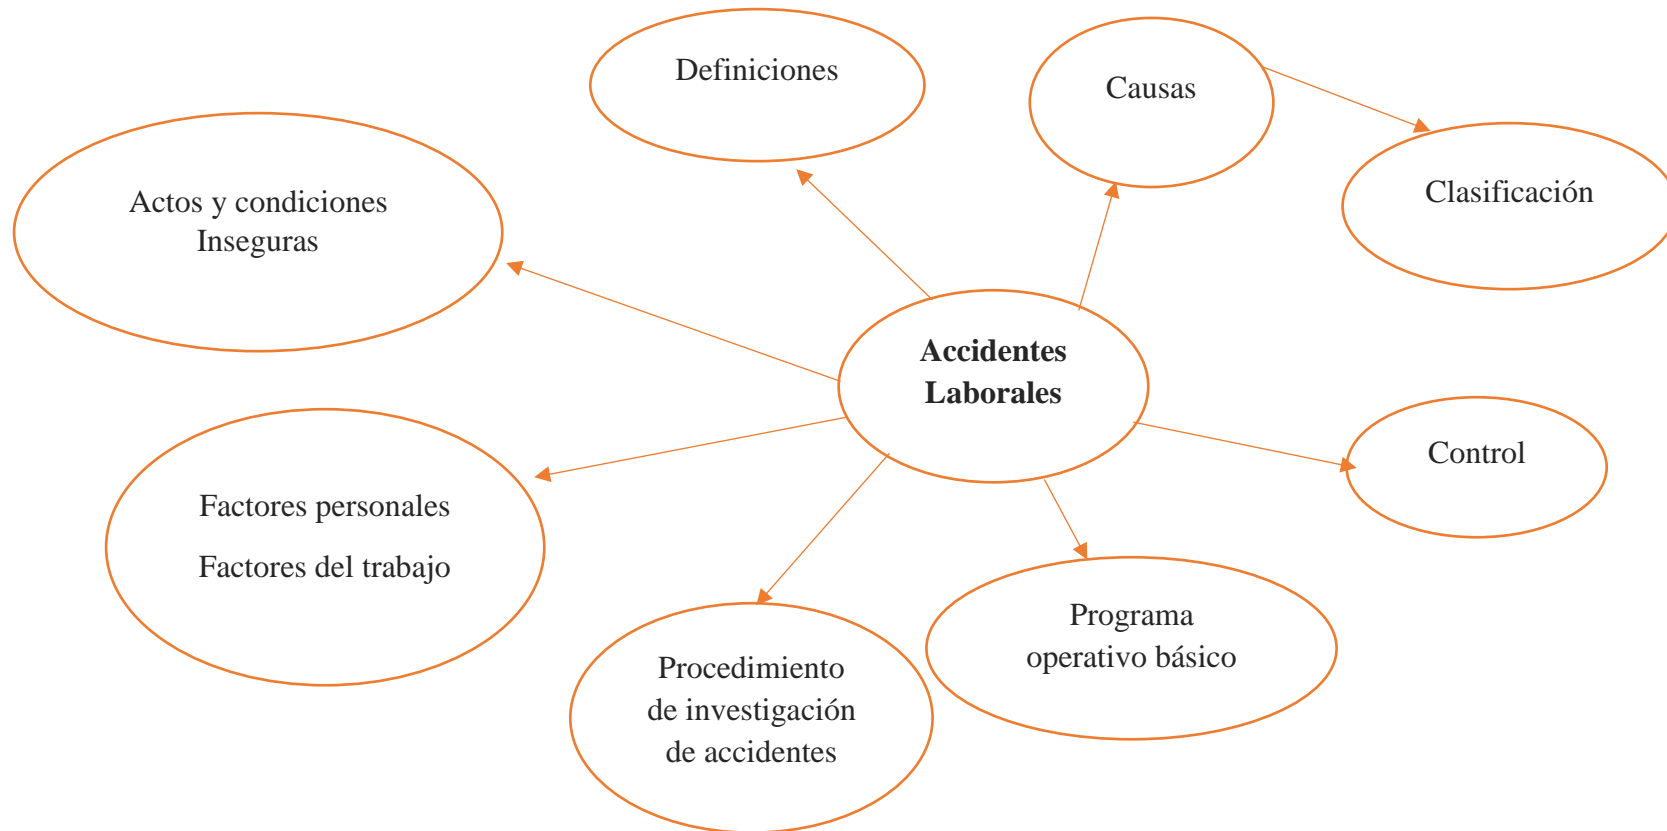 Definiciones
Causas
Clasificación
Actos y condiciones
Inseguras
Accidentes
Laborales
Control
Factores personales
Factores del trabajo
Programa
operativo básico
Procedimiento
de investigación
de accidentes